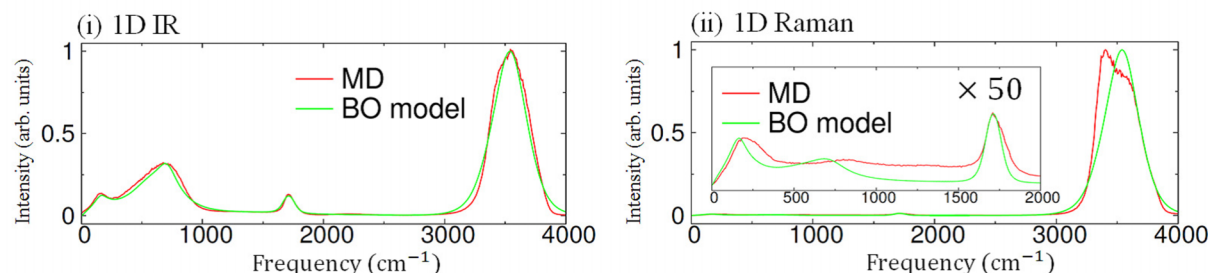 (i) 1D IR
Intensity (arb. units)
1
0.5
0
MD
BO model
0 1000 2000 3000 4000
Frequency (cm⁻¹)
(ii) 1D Raman
Intensity (arb. units)
1
0.5
0
MD
BO model
× 50
0 500 1000 1500 2000
0 1000 2000 3000 4000
Frequency (cm⁻¹)